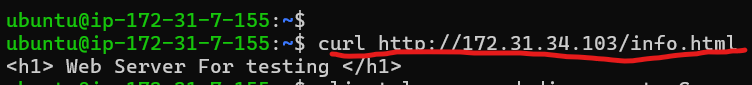 ubuntu@ip-172-31-7-155:~$
ubuntu@ip-172-31-7-155:~$ curl http://172.31.34.103/info.html
<h1> Web Server For testing </h1>